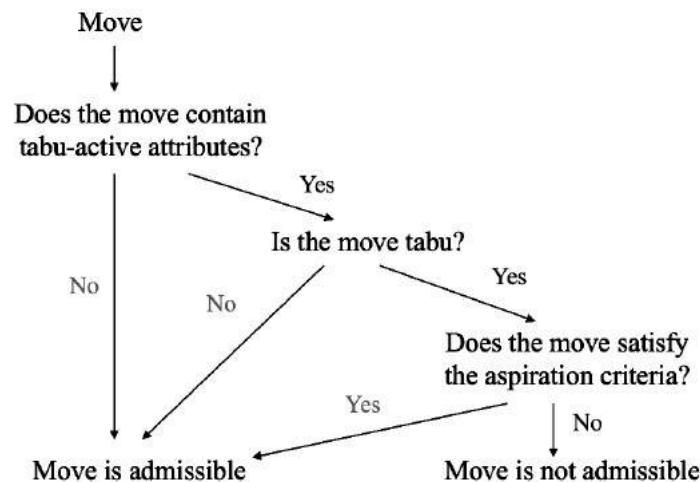 Move
Does the move contain
tabu-active attributes?
Yes
Is the move tabu?
No
No
Yes
Does the move satisfy
the aspiration criteria?
Yes
No
Move is admissible
Move is not admissible